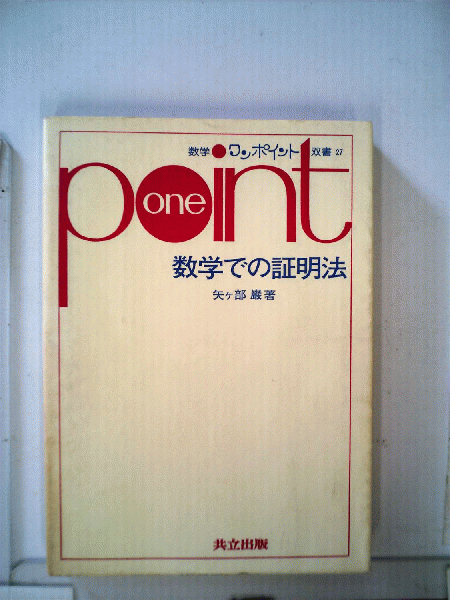 数学ワンポイント双書 27
point
one
数学での証明法
矢ヶ部 巌著
共立出版